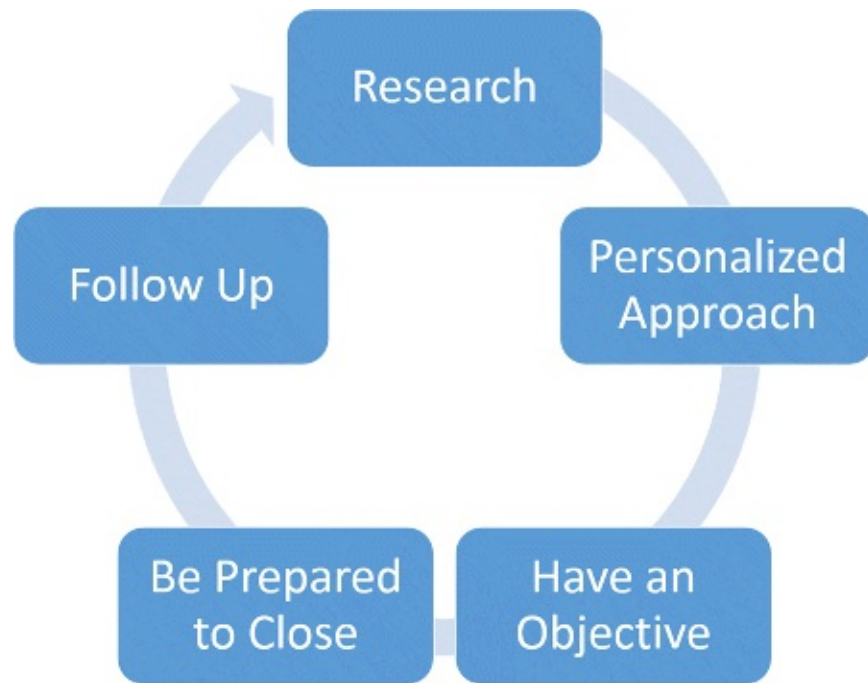 Research
Personalized
Approach
Have an
Objective
Be Prepared
to Close
Follow Up